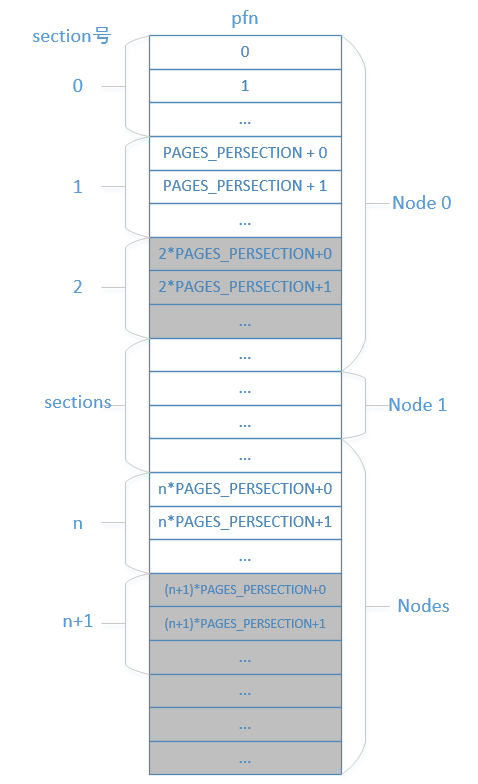 pfn
section号
0
1
...
0
PAGES_PERSECTION + 0
PAGES_PERSECTION + 1
...
1
Node 0
2*PAGES_PERSECTION+0
2*PAGES_PERSECTION+1
...
2
...
...
...
...
sections
Node 1
n*PAGES_PERSECTION+0
n*PAGES_PERSECTION+1
...
n
(n+1)*PAGES_PERSECTION+0
(n+1)*PAGES_PERSECTION+1
...
n+1
Nodes
...
...
...